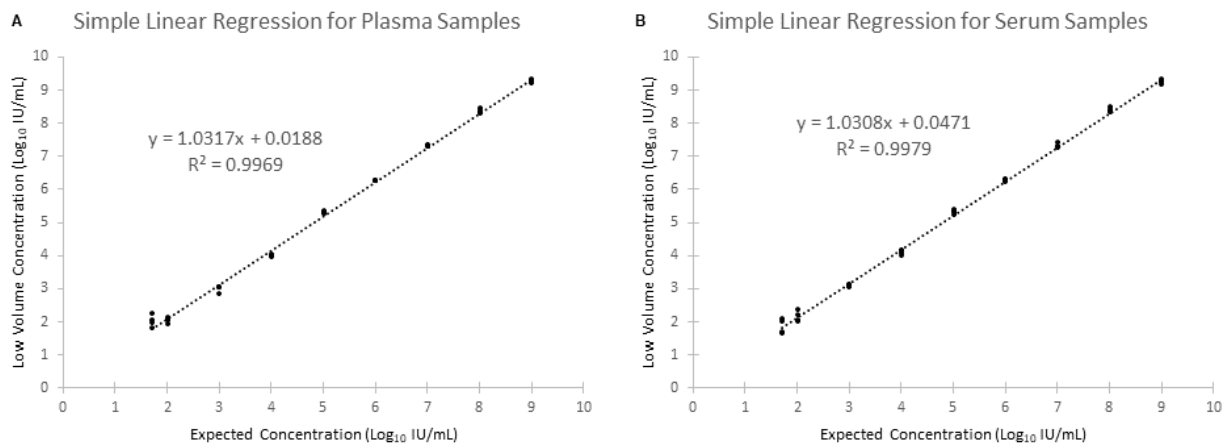 A
Simple Linear Regression for Plasma Samples
Low Volume Concentration (Log₁₀ IU/mL)
10
9
8
7
6
5
4
3
2
1
0
y = 1.0317x + 0.0188
R² = 0.9969
0 1 2 3 4 5 6 7 8 9 10
Expected Concentration (Log₁₀ IU/mL)
B
Simple Linear Regression for Serum Samples
Low Volume Concentration (Log₁₀ IU/mL)
10
9
8
7
6
5
4
3
2
1
0
y = 1.0308x + 0.0471
R² = 0.9979
0 1 2 3 4 5 6 7 8 9 10
Expected Concentration (Log₁₀ IU/mL)